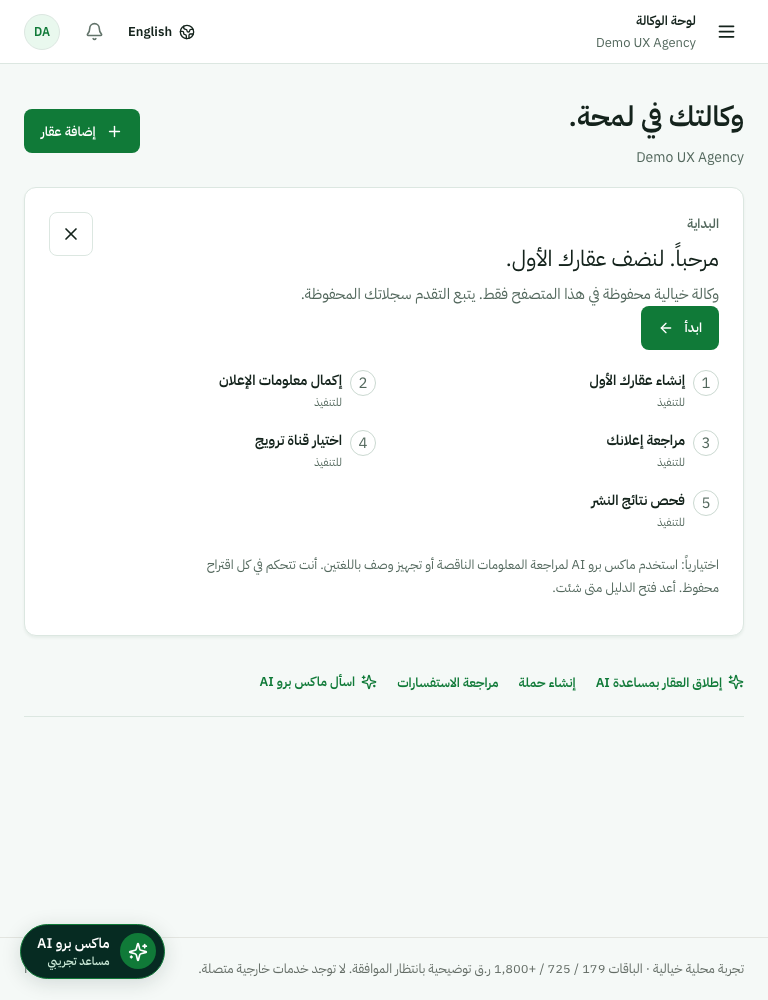 لوحة الوكالة
Demo UX Agency
English
DA
وكالتك في لمحة.
Demo UX Agency
إضافة عقار
البداية
مرحباً. لنضف عقارك الأول.
وكالة خيالية محفوظة في هذا المتصفح فقط. يتبع التقدم سجلاتك المحفوظة.
ابدأ
1 إنشاء عقارك الأول
للتنفيذ
2 إكمال معلومات الإعلان
للتنفيذ
3 مراجعة إعلانك
للتنفيذ
4 اختيار قناة ترويج
للتنفيذ
5 فحص نتائج النشر
للتنفيذ
اختيارياً: استخدم ماكس برو AI لمراجعة المعلومات الناقصة أو تجهيز وصف باللغتين. أنت تتحكم في كل اقتراح
محفوظ. أعد فتح الدليل متى شئت.
إطلاق العقار بمساعدة AI
إنشاء حملة
مراجعة الاستفسارات
اسأل ماكس برو AI
ماكس برو AI
مساعد تجريبي
تجربة محلية خيالية · الباقات 179 / 725 / +1,800 ر.ق توضيحية بانتظار الموافقة. لا توجد خدمات خارجية متصلة.